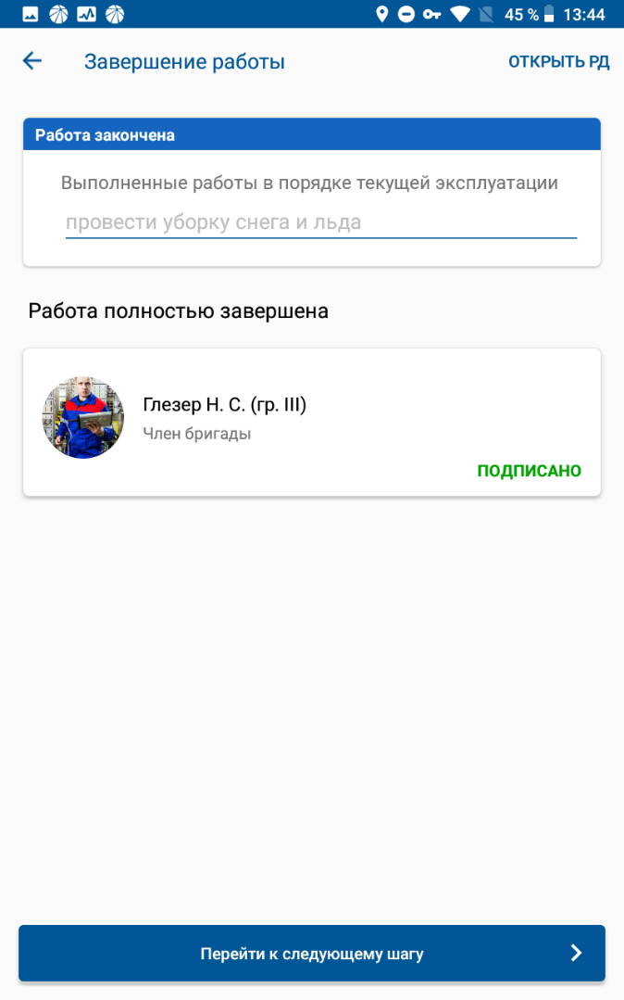 45 % 13:44
Завершение работы
ОТКРЫТЬ РД
Работа закончена
Выполненные работы в порядке текущей эксплуатации
провести уборку снега и льда
Работа полностью завершена
Глезер Н. С. (гр. III)
Член бригады
ПОДПИСАНО
Перейти к следующему шагу